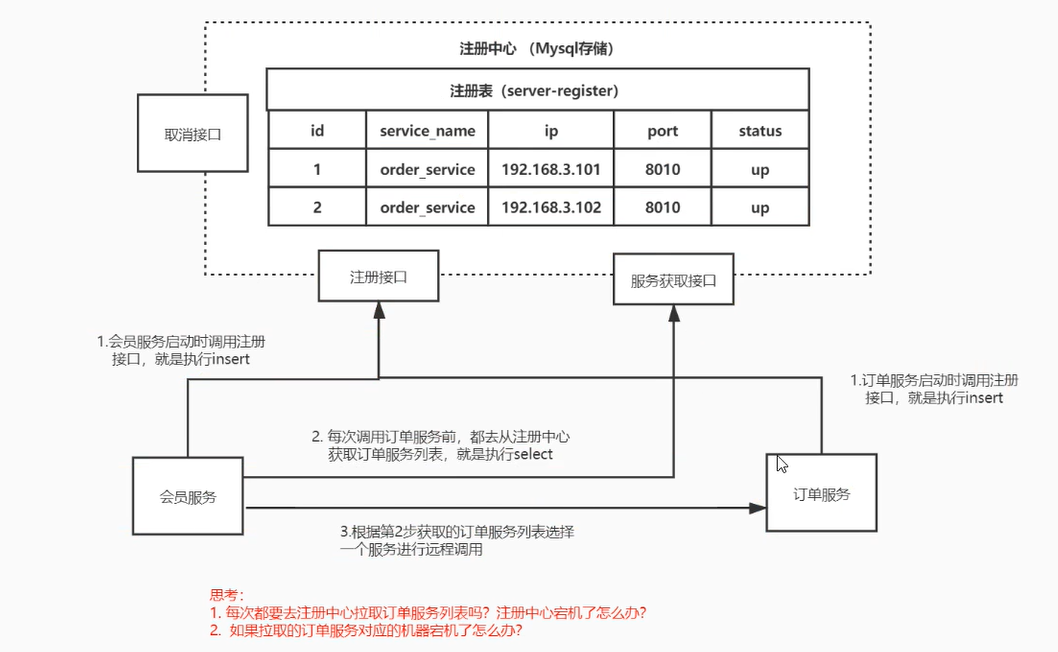 注册中心 （Mysql存储）
注册表（server-register）
取消接口
id service_name ip port status
1 order_service 192.168.3.101 8010 up
2 order_service 192.168.3.102 8010 up
注册接口
服务获取接口
1.会员服务启动时调用注册
接口，就是执行insert
1.订单服务启动时调用注册
接口，就是执行insert
2. 每次调用订单服务前，都去从注册中心
获取订单服务列表，就是执行select
会员服务
订单服务
3.根据第2步获取的订单服务列表选择
一个服务进行远程调用
思考：
1. 每次都要去注册中心拉取订单服务列表吗？注册中心宕机了怎么办？
2. 如果拉取的订单服务对应的机器宕机了怎么办？